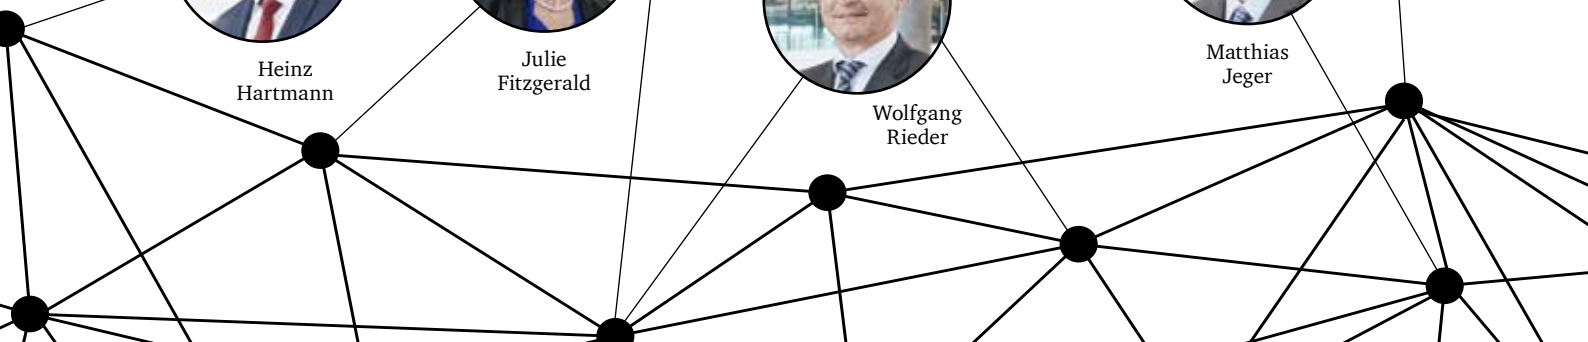 Heinz
Hartmann
Julie
Fitzgerald
Wolfgang
Rieder
Matthias
Jeger